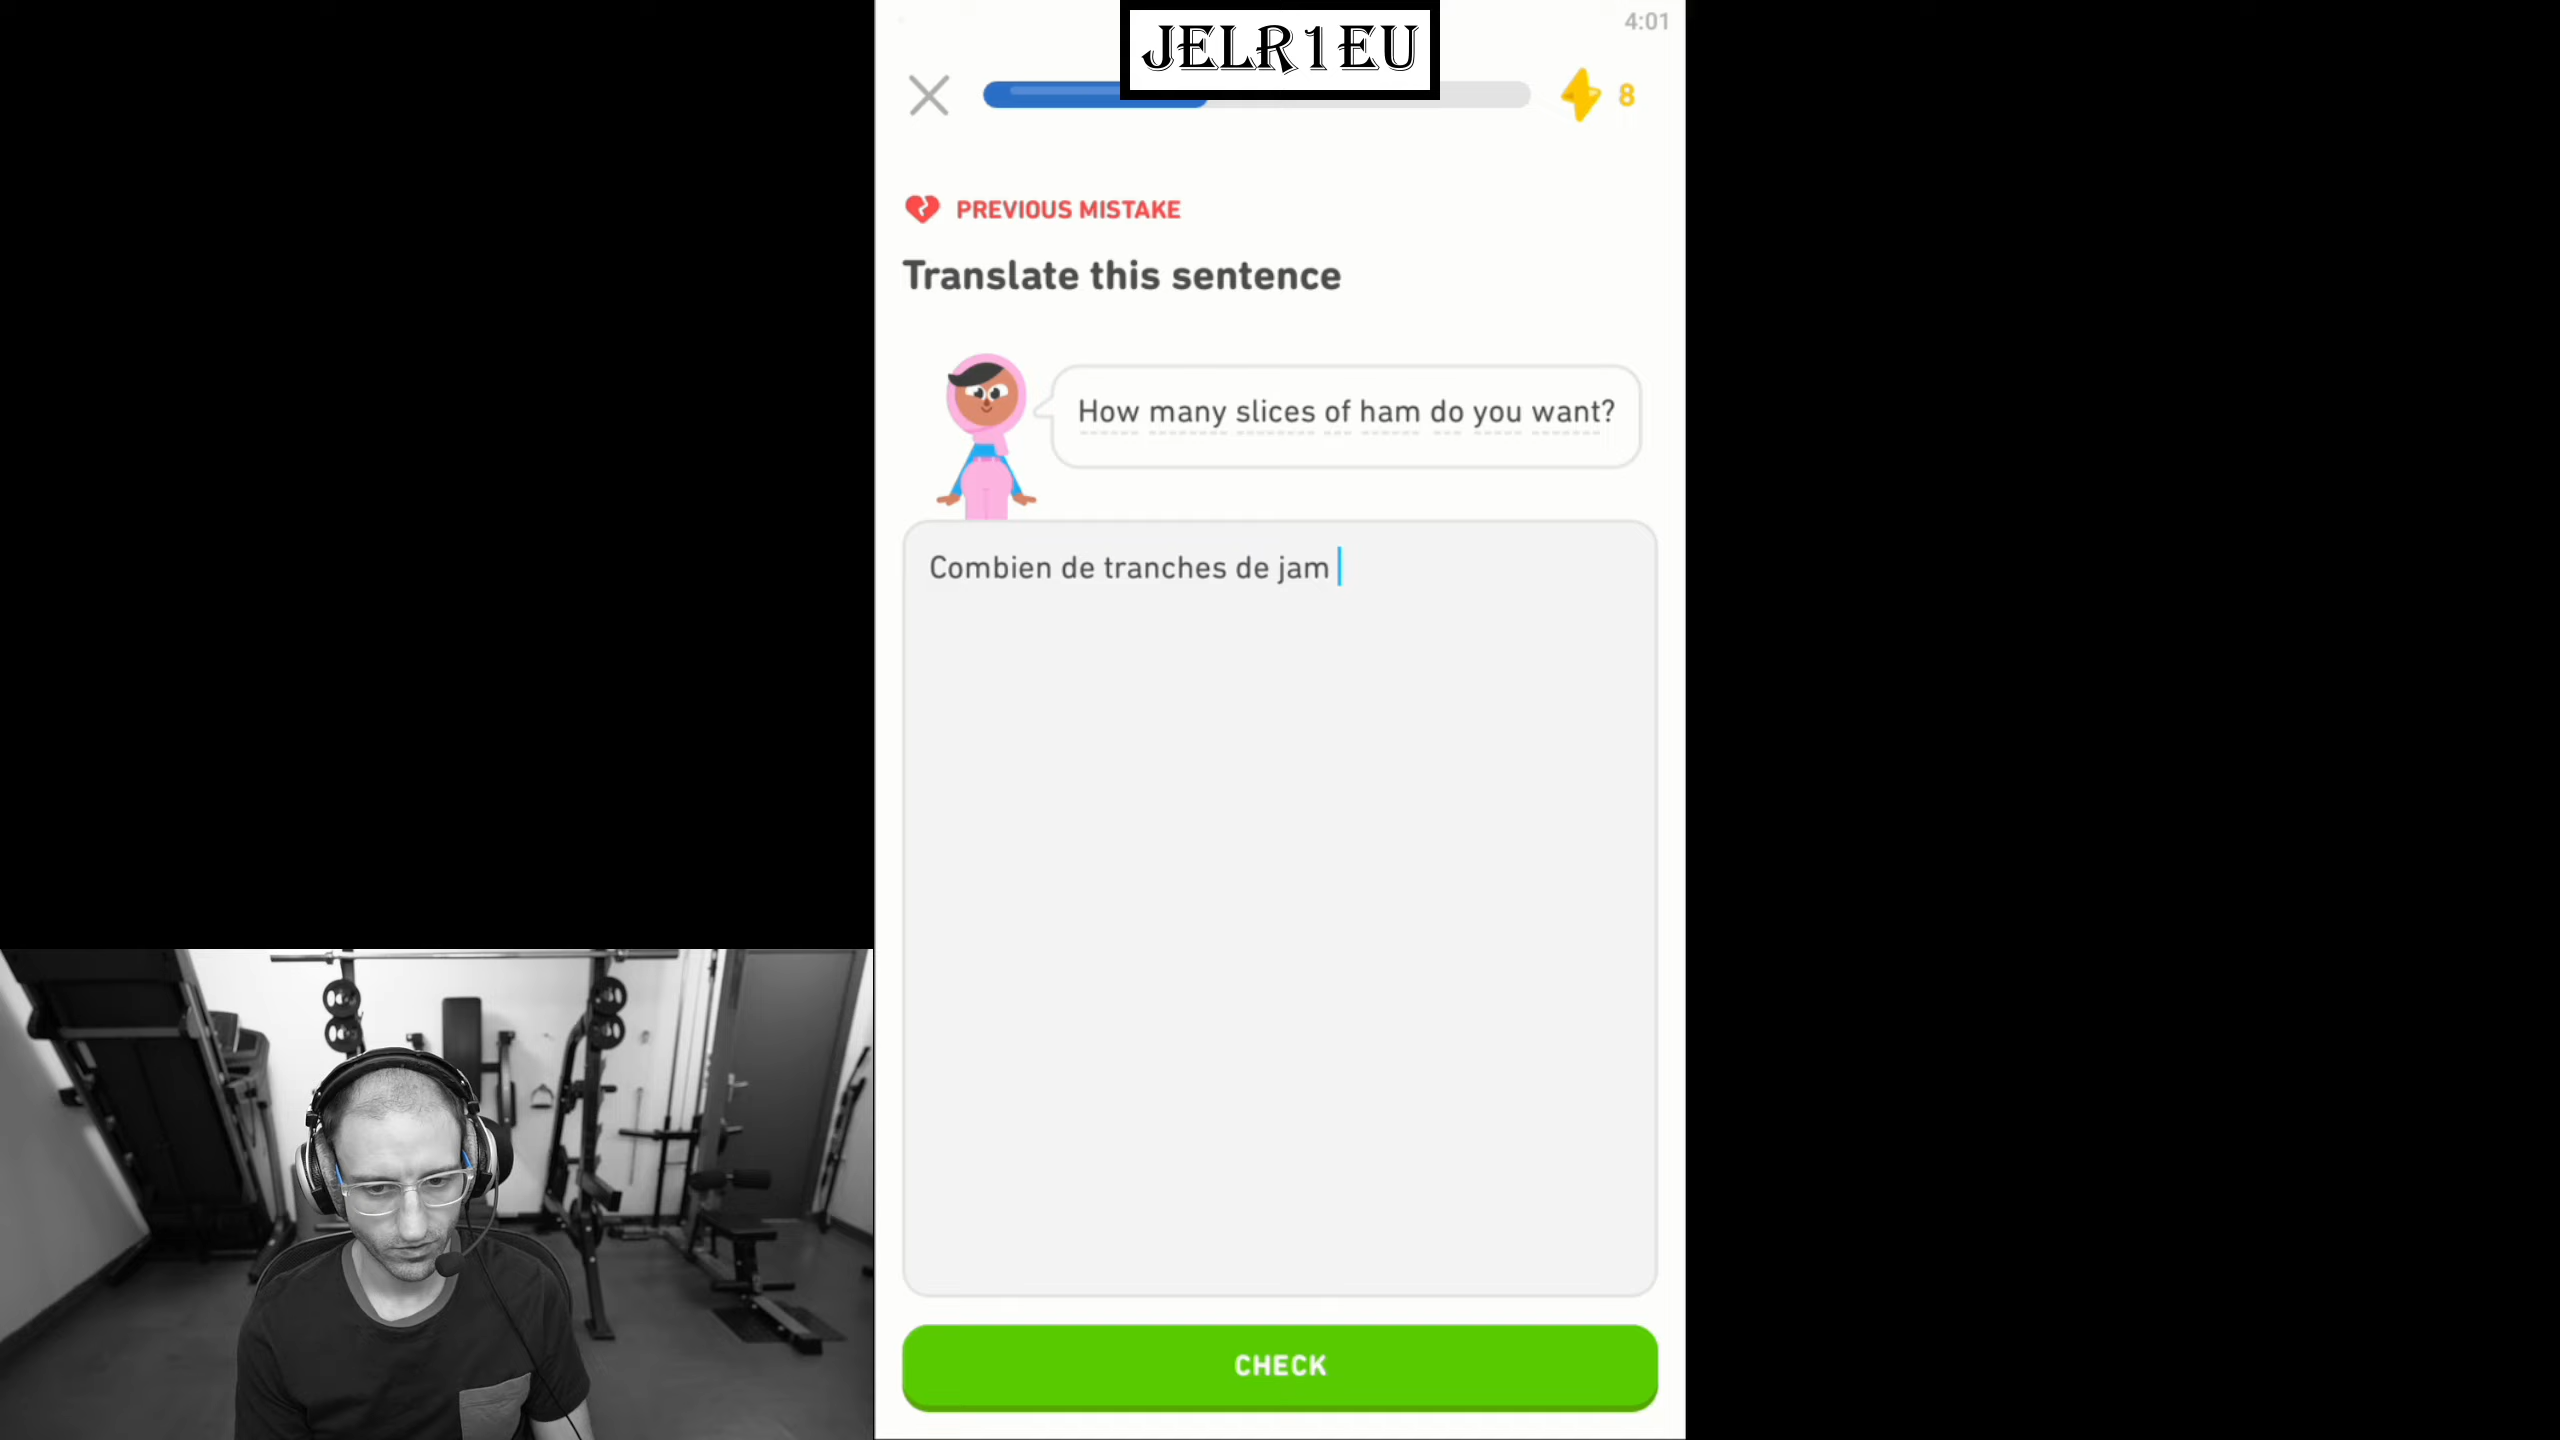 JELR1EU
4:01
8
PREVIOUS MISTAKE
Translate this sentence
How many slices of ham do you want?
Combien de tranches de jam
CHECK